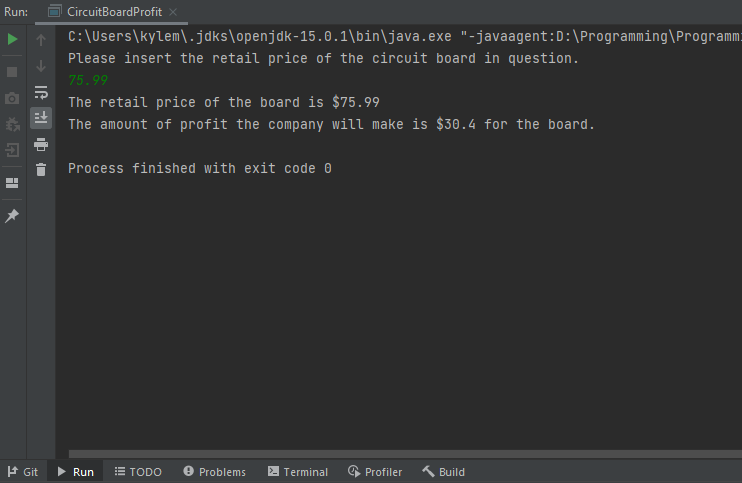 Run: CircuitBoardProfit ×
C:\Users\kylem\.jdks\openjdk-15.0.1\bin\java.exe "-javaagent:D:\Programming\Programmi
Please insert the retail price of the circuit board in question.
75.99
The retail price of the board is $75.99
The amount of profit the company will make is $30.4 for the board.
Process finished with exit code 0
Git Run TODO Problems Terminal Profiler Build